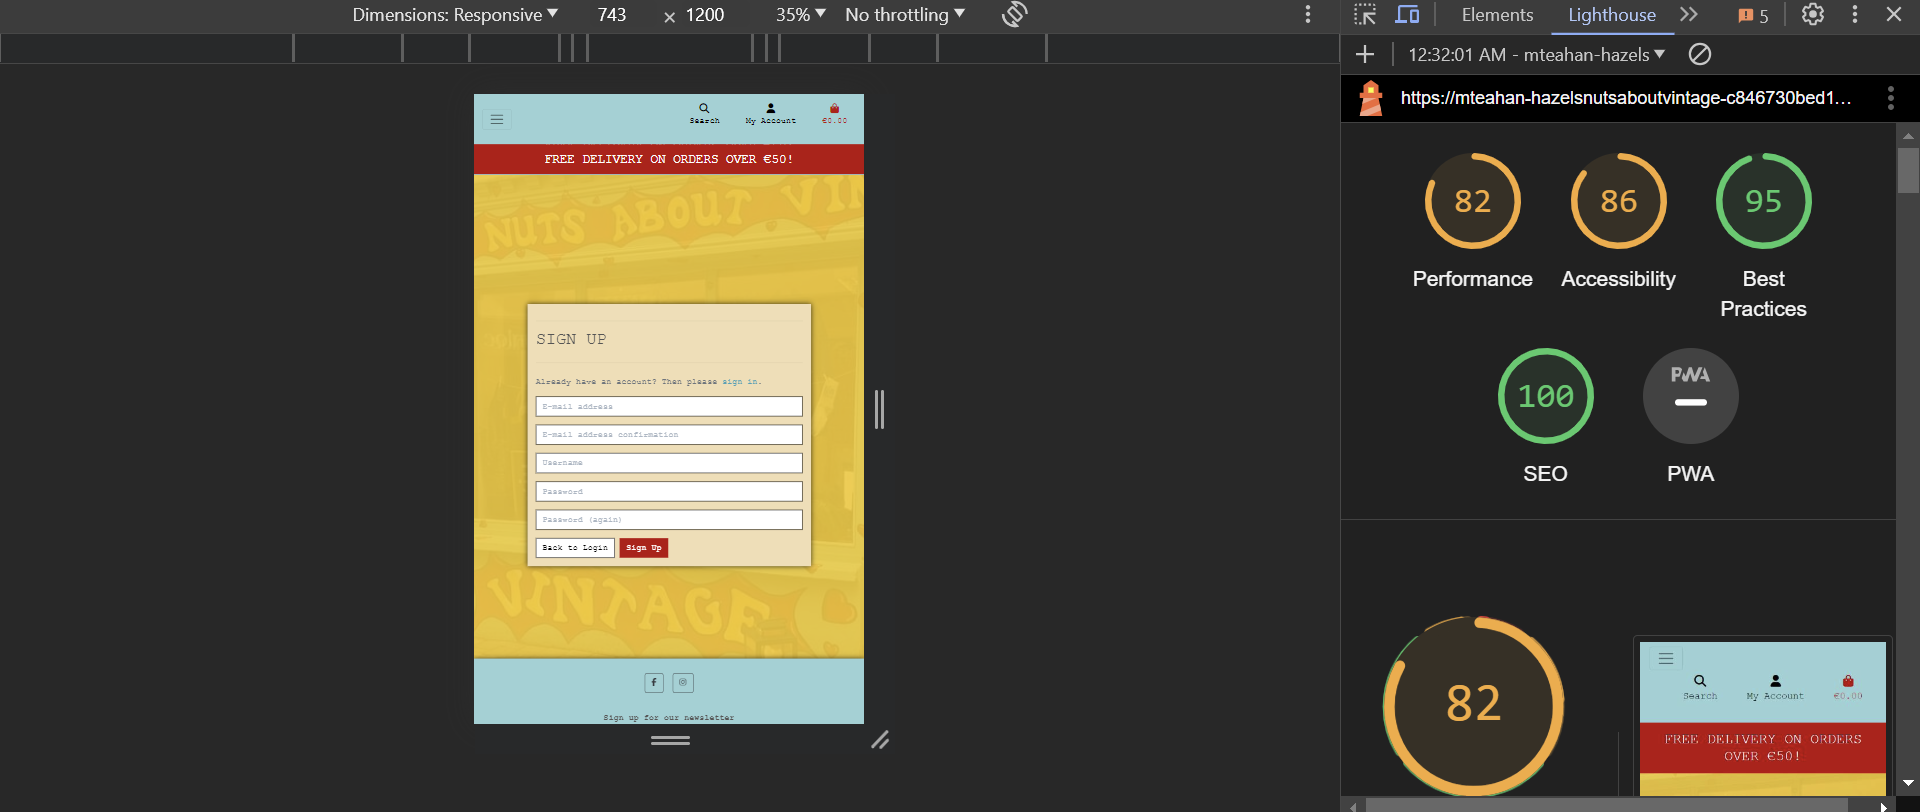 Dimensions: Responsive 743 × 1200 35% No throttling
Elements Lighthouse 5
12:32:01 AM - mteahan-hazels
https://mteahan-hazelsnutsaboutvintage-c846730bed1…
Search My Account €0.00
FREE DELIVERY ON ORDERS OVER €50!
NUTS ABOUT VIN
SIGN UP
Already have an account? Then please sign in.
E-mail address
E-mail address confirmation
Username
Password
Password (again)
Back to Login Sign Up
VINTAGE
Sign up for our newsletter
82 86 95
Performance Accessibility Best
Practices
100 PWA
SEO PWA
82
Search My Account €0.00
FREE DELIVERY ON ORDERS
OVER €50!